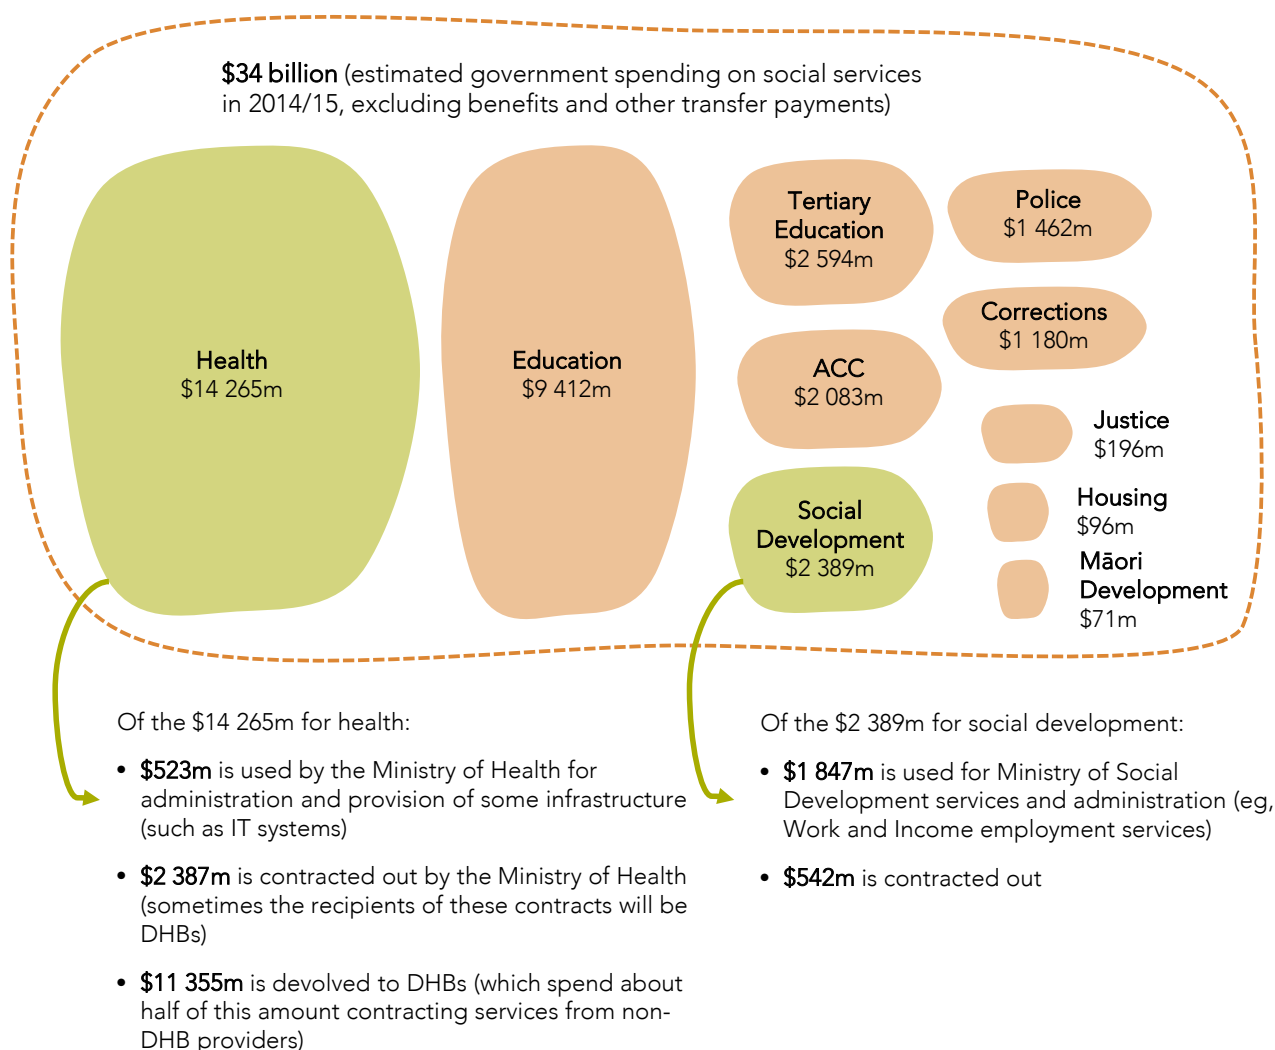 $34 billion (estimated government spending on social services
in 2014/15, excluding benefits and other transfer payments)
Health
$14 265m
Education
$9 412m
Tertiary
Education
$2 594m
Police
$1 462m
Corrections
$1 180m
ACC
$2 083m
Justice
$196m
Social
Development
$2 389m
Housing
$96m
Māori
Development
$71m
Of the $14 265m for health:
• $523m is used by the Ministry of Health for
administration and provision of some infrastructure
(such as IT systems)
• $2 387m is contracted out by the Ministry of Health
(sometimes the recipients of these contracts will be
DHBs)
• $11 355m is devolved to DHBs (which spend about
half of this amount contracting services from non-
DHB providers)
Of the $2 389m for social development:
• $1 847m is used for Ministry of Social
Development services and administration (eg,
Work and Income employment services)
• $542m is contracted out